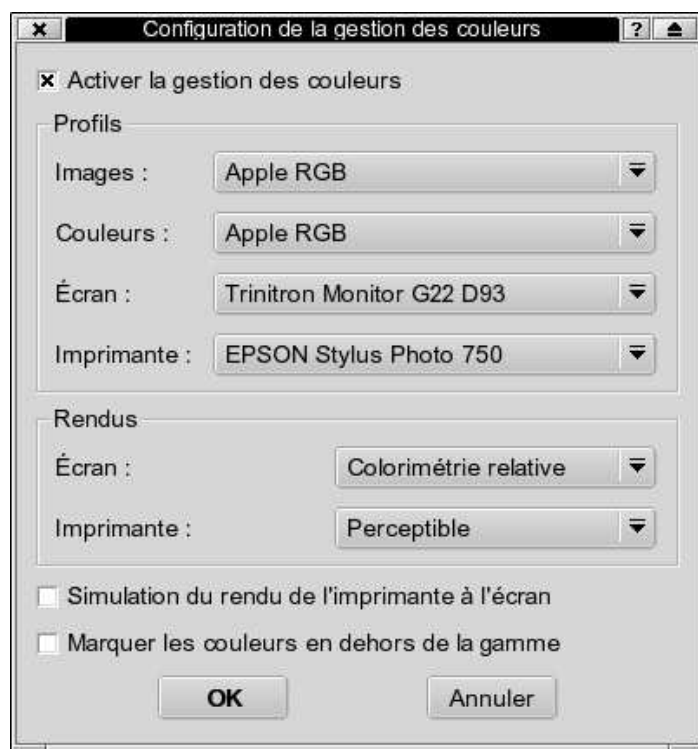 Configuration de la gestion des couleurs ?
Activer la gestion des couleurs
Profils
Images : Apple RGB
Couleurs : Apple RGB
Écran : Trinitron Monitor G22 D93
Imprimante : EPSON Stylus Photo 750
Rendus
Écran : Colorimétrie relative
Imprimante : Perceptible
Simulation du rendu de l'imprimante à l'écran
Marquer les couleurs en dehors de la gamme
OK Annuler